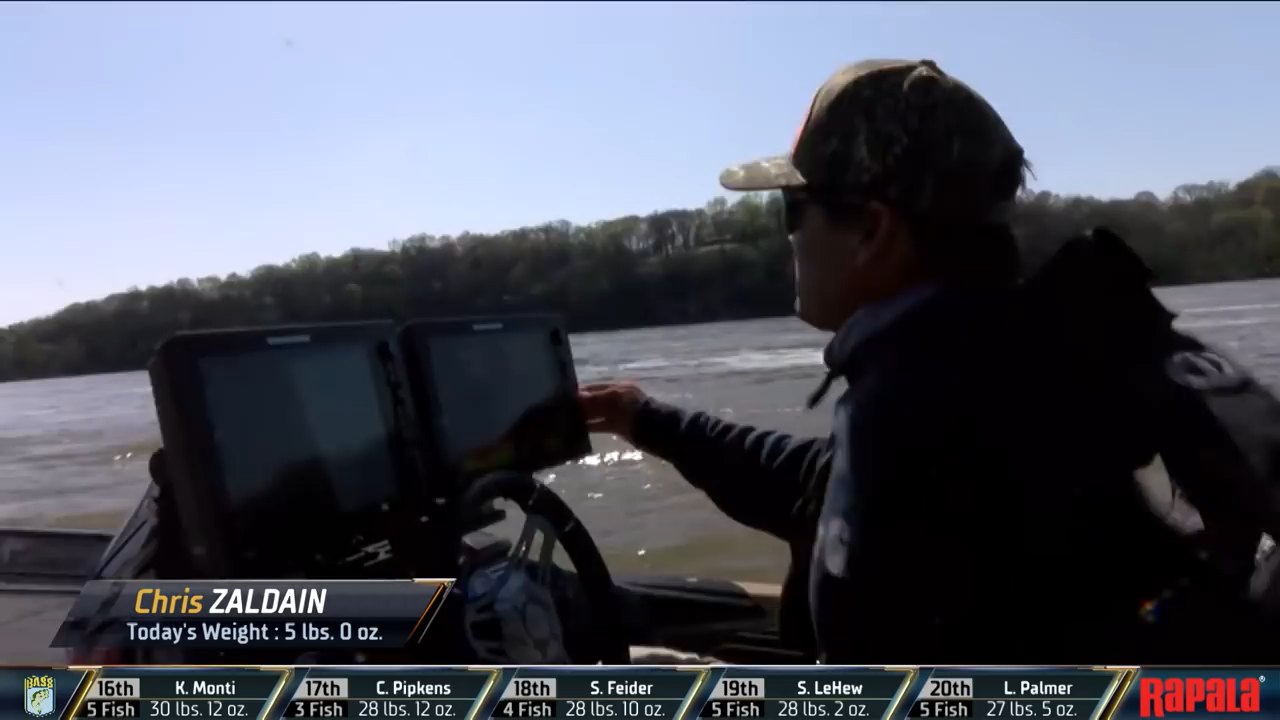 Chris ZALDAIN
Today's Weight : 5 lbs. 0 oz.
BASS
16th K. Monti
5 Fish 30 lbs. 12 oz.
17th C. Pipkens
3 Fish 28 lbs. 12 oz.
18th S. Feider
4 Fish 28 lbs. 10 oz.
19th S. LeHew
5 Fish 28 lbs. 2 oz.
20th L. Palmer
5 Fish 27 lbs. 5 oz.
RAPALA®